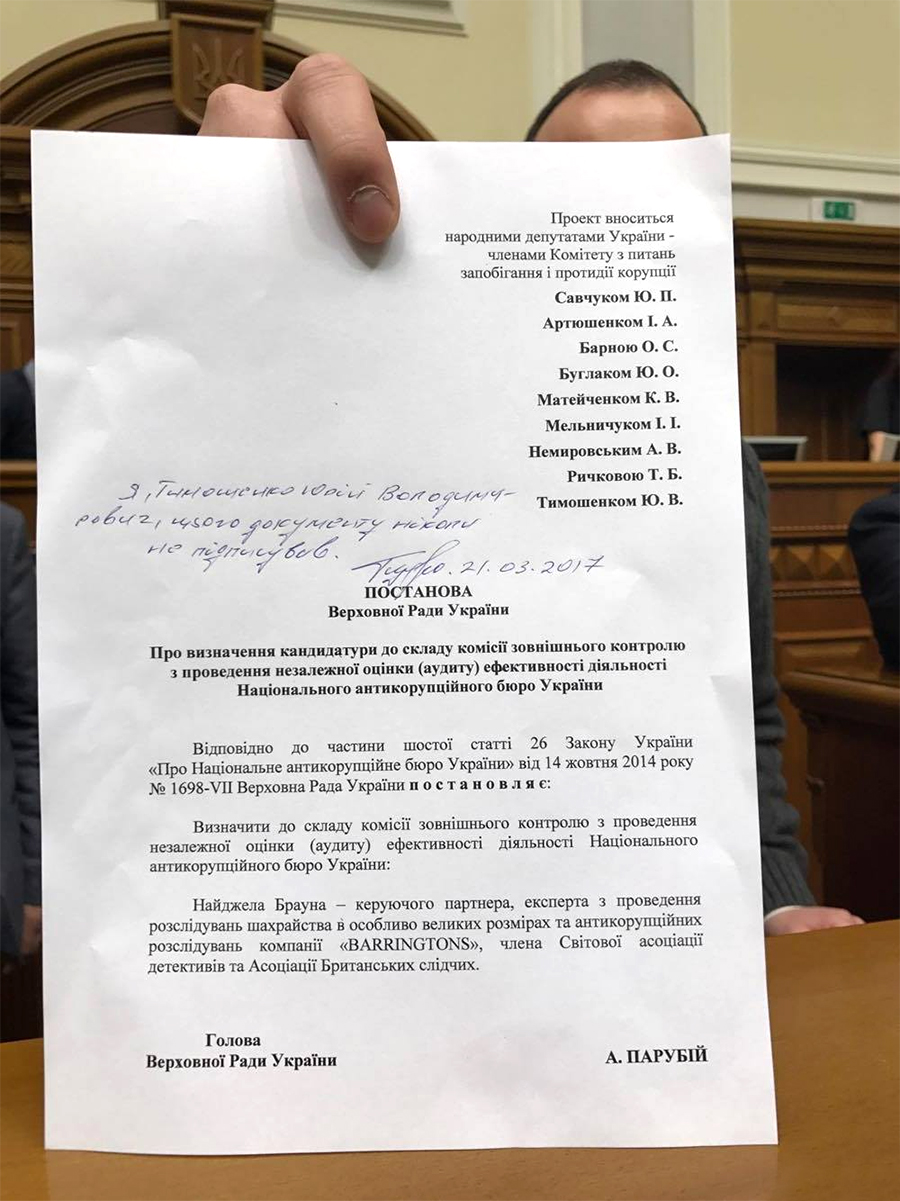 Проект вноситься
народними депутатами України -
членами Комітету з питань
запобігання і протидії корупції
Савчуком Ю. П.
Артюшенком І. А.
Барною О. С.
Буглаком Ю. О.
Матейченком К. В.
Мельничуком І. І.
Немировським А. В.
Ричковою Т. Б.
Тимошенком Ю. В.
Я, Тимошенко Юрій Володими-
рович, цього документу ніколи
не підписував.
21.03.2017
ПОСТАНОВА
Верховної Ради України
Про визначення кандидатури до складу комісії зовнішнього контролю
з проведення незалежної оцінки (аудиту) ефективності діяльності
Національного антикорупційного бюро України
Відповідно до частини шостої статті 26 Закону України
«Про Національне антикорупційне бюро України» від 14 жовтня 2014 року
№ 1698-VII Верховна Рада України п о с т а н о в л я є:
Визначити до складу комісії зовнішнього контролю з проведення
незалежної оцінки (аудиту) ефективності діяльності Національного
антикорупційного бюро України:
Найджела Брауна – керуючого партнера, експерта з проведення
розслідувань шахрайства в особливо великих розмірах та антикорупційних
розслідувань компанії «BARRINGTONS», члена Світової асоціації
детективів та Асоціації Британських слідчих.
Голова
Верховної Ради України
А. ПАРУБІЙ